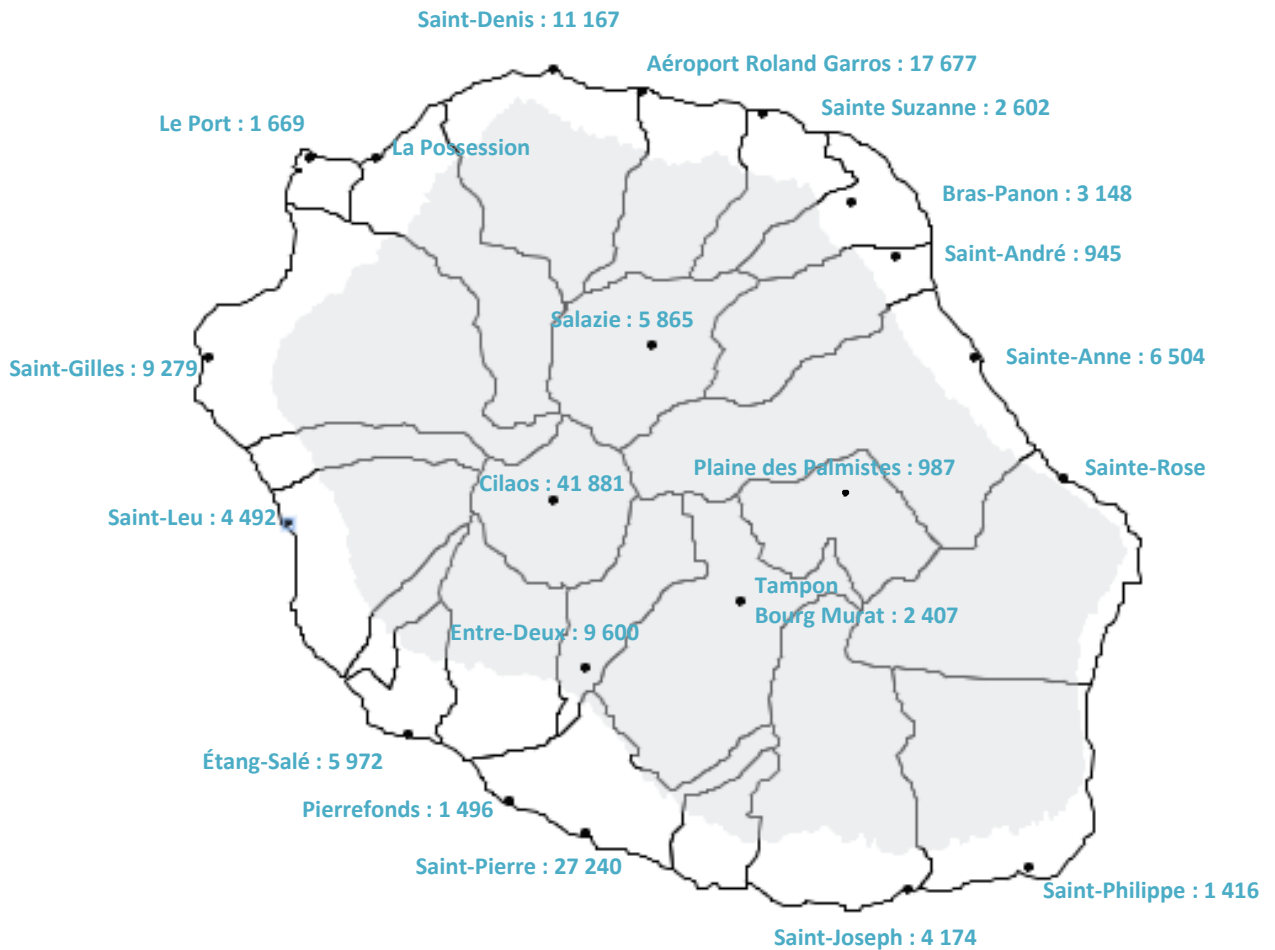 Saint-Denis : 11 167
Aéroport Roland Garros : 17 677
Sainte Suzanne : 2 602
Le Port : 1 669
La Possession
Bras-Panon : 3 148
Saint-André : 945
Salazie : 5 865
Saint-Gilles : 9 279
Sainte-Anne : 6 504
Plaine des Palmistes : 987
Sainte-Rose
Cilaos : 41 881
Saint-Leu : 4 492
Tampon
Bourg Murat : 2 407
Entre-Deux : 9 600
Étang-Salé : 5 972
Pierrefonds : 1 496
Saint-Pierre : 27 240
Saint-Philippe : 1 416
Saint-Joseph : 4 174